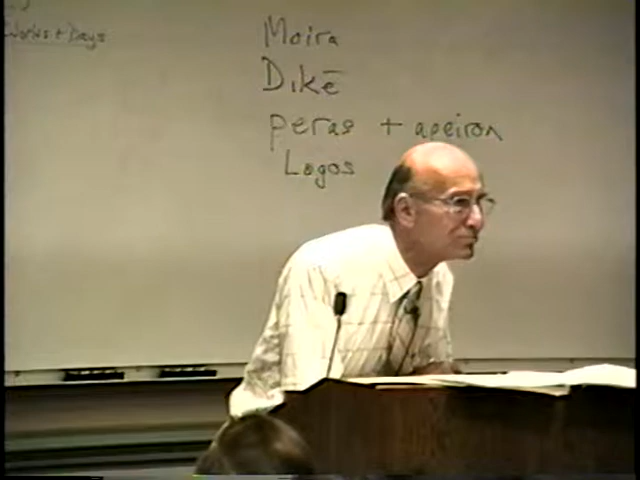 Works + Days
Moira
Dikē
peras + apeiron
Logos